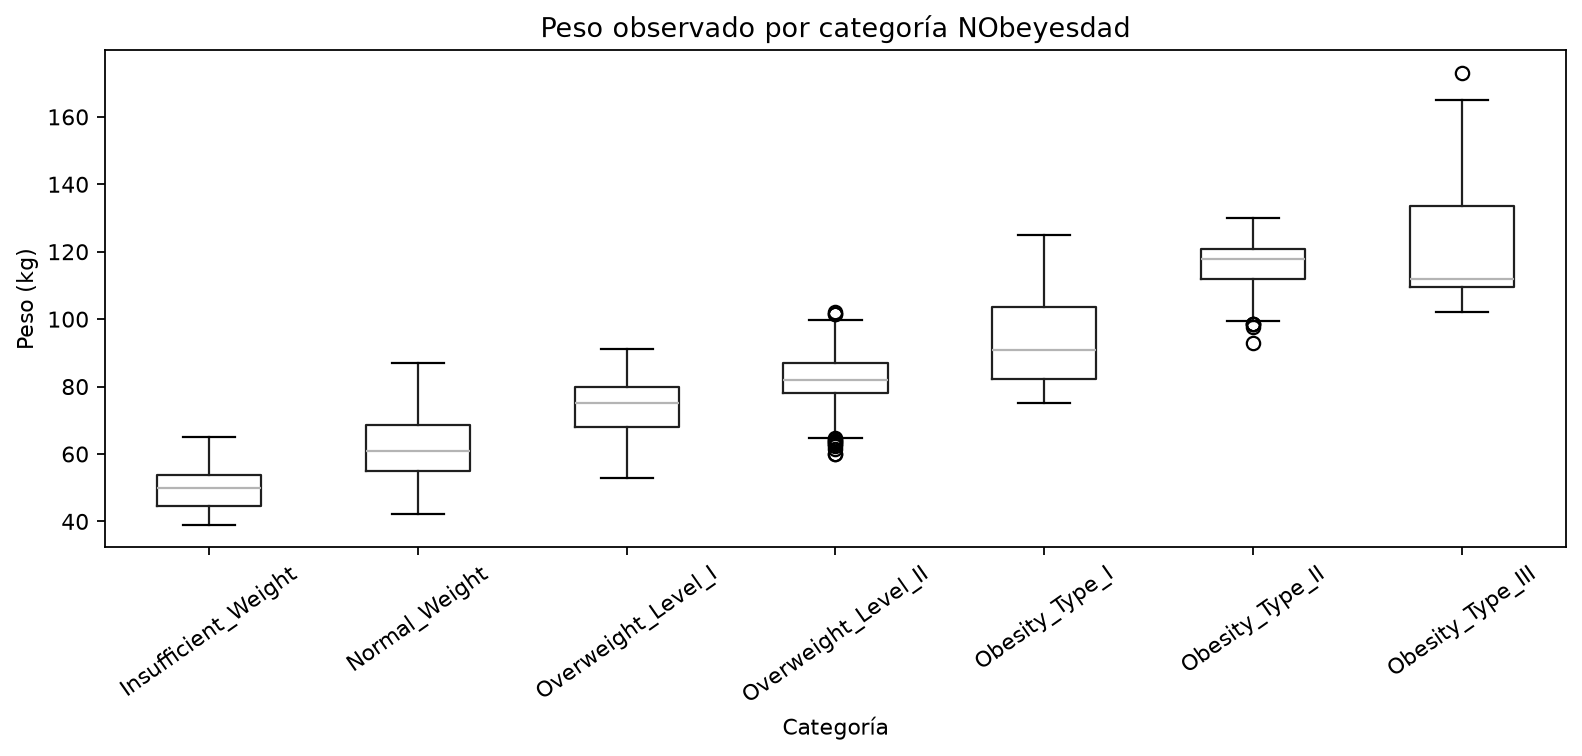 Peso observado por categoría NObeyesdad
Peso (kg)
160
140
120
100
80
60
40
Insufficient_Weight
Normal_Weight
Overweight_Level_I
Overweight_Level_II
Obesity_Type_I
Obesity_Type_II
Obesity_Type_III
Categoría